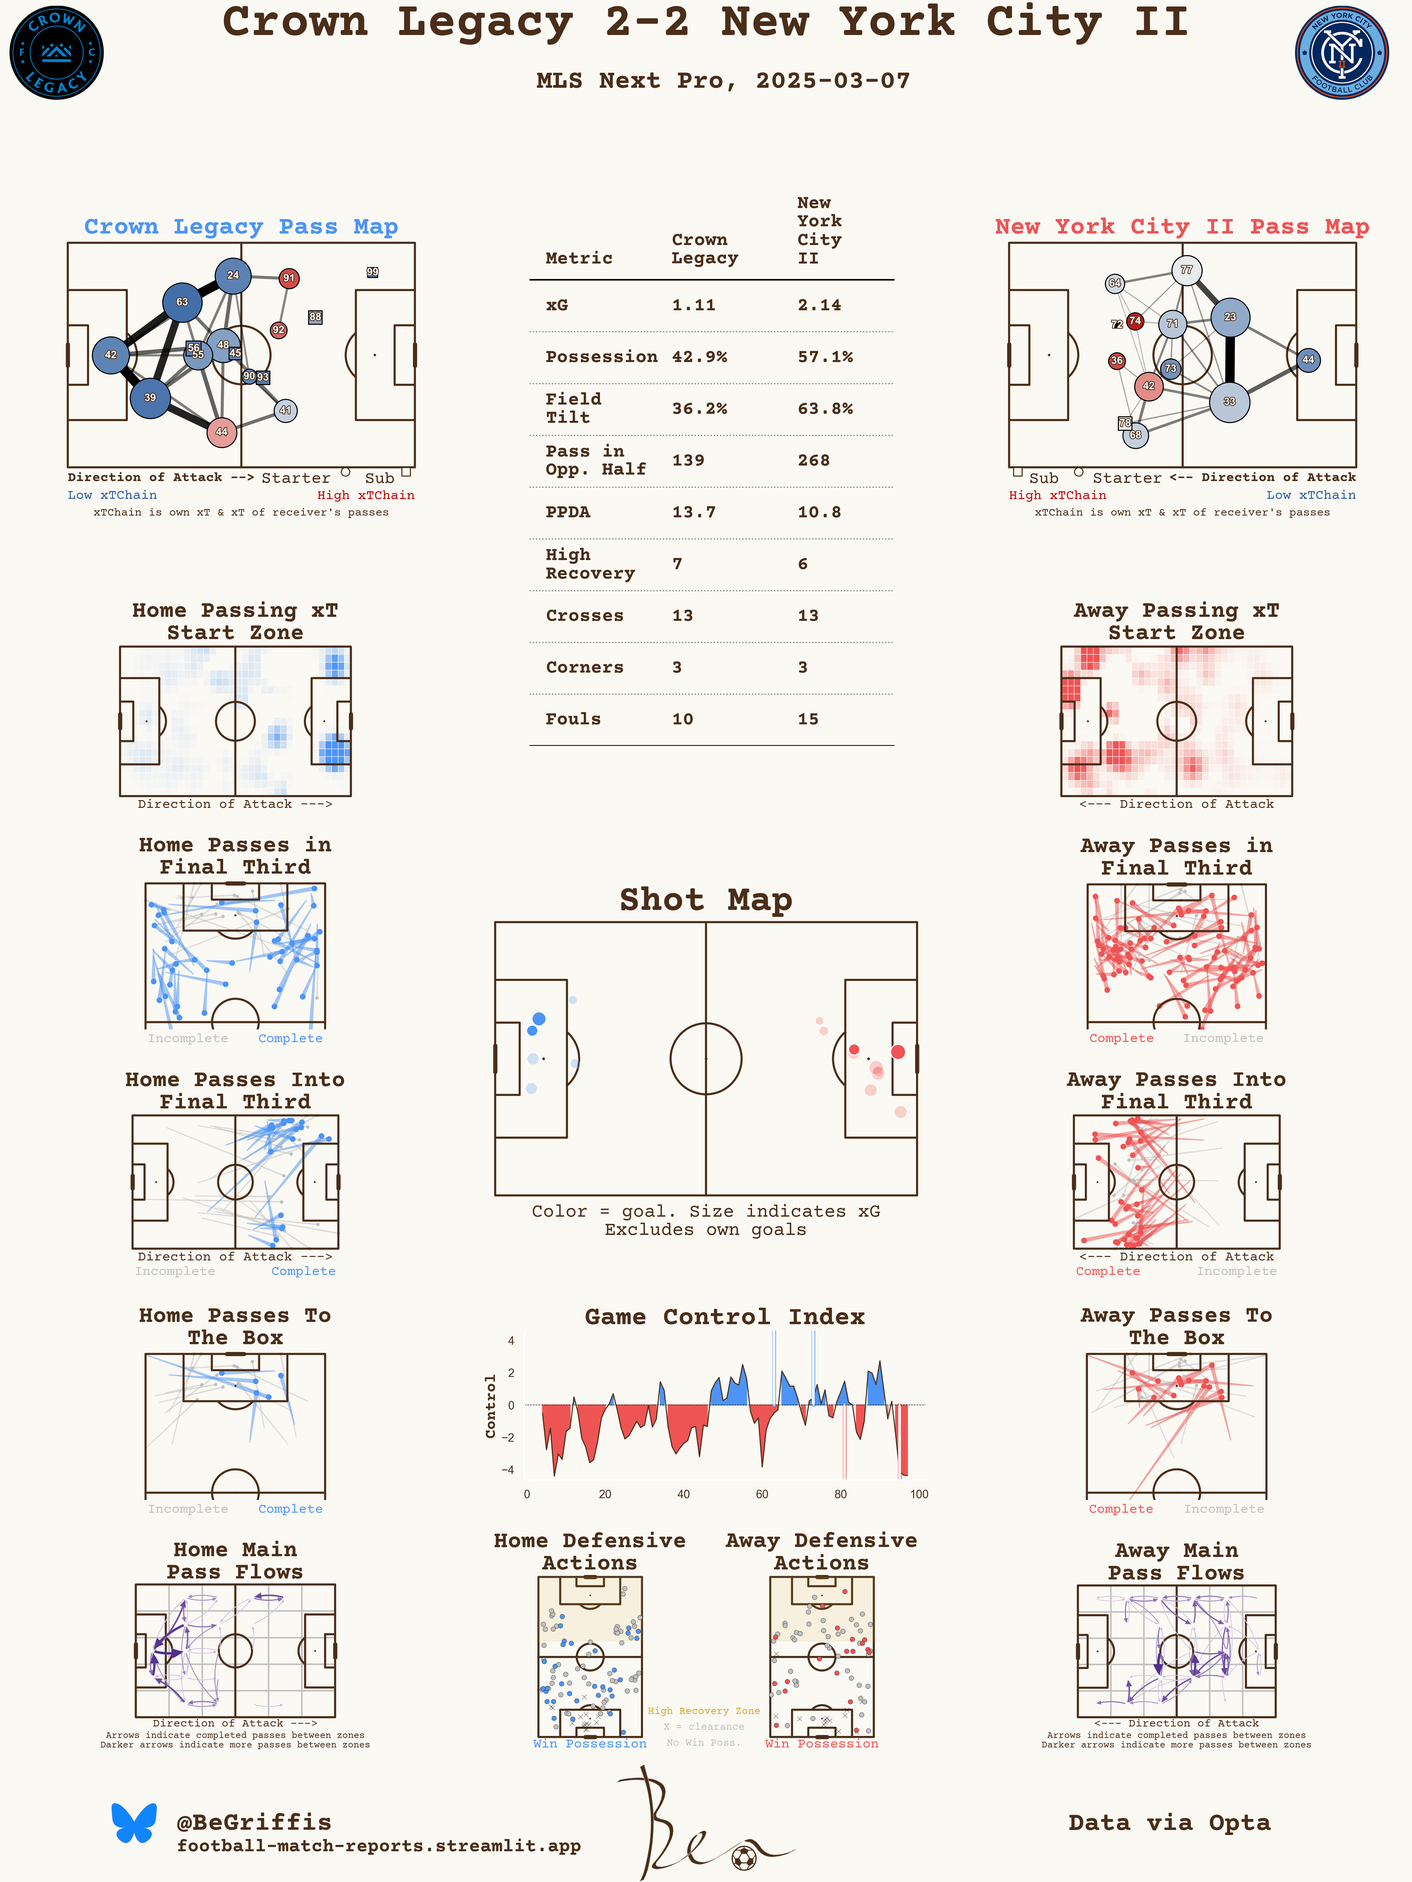 Crown Legacy 2-2 New York City II
MLS Next Pro, 2025-03-07
CROWN
F C
LEGACY
NEW YORK CITY
NYC
II
FOOTBALL CLUB
Crown Legacy Pass Map
24
91
99
63
92
88
42
56
55
48
45
90
93
39
41
44
Direction of Attack --> Starter Sub
Low xTChain High xTChain
xTChain is own xT & xT of receiver's passes
Metric Crown Legacy New York City II
xG 1.11 2.14
Possession 42.9% 57.1%
Field Tilt 36.2% 63.8%
Pass in Opp. Half 139 268
PPDA 13.7 10.8
High Recovery 7 6
Crosses 13 13
Corners 3 3
Fouls 10 15
New York City II Pass Map
77
64
72
74
71
23
36
73
44
42
33
78
68
Sub Starter <-- Direction of Attack
High xTChain Low xTChain
xTChain is own xT & xT of receiver's passes
Home Passing xT
Start Zone
Direction of Attack --->
Away Passing xT
Start Zone
<--- Direction of Attack
Home Passes in
Final Third
Incomplete Complete
Away Passes in
Final Third
Complete Incomplete
Shot Map
Color = goal. Size indicates xG
Excludes own goals
Home Passes Into
Final Third
Direction of Attack --->
Incomplete Complete
Away Passes Into
Final Third
<--- Direction of Attack
Complete Incomplete
Home Passes To
The Box
Incomplete Complete
Game Control Index
Control
4
2
0
−2
−4
0 20 40 60 80 100
Away Passes To
The Box
Complete Incomplete
Home Main
Pass Flows
Direction of Attack --->
Arrows indicate completed passes between zones
Darker arrows indicate more passes between zones
Home Defensive
Actions
Win Possession
High Recovery Zone
X = clearance
No Win Poss.
Away Defensive
Actions
Win Possession
Away Main
Pass Flows
<--- Direction of Attack
Arrows indicate completed passes between zones
Darker arrows indicate more passes between zones
@BeGriffis
football-match-reports.streamlit.app
Ben
Data via Opta